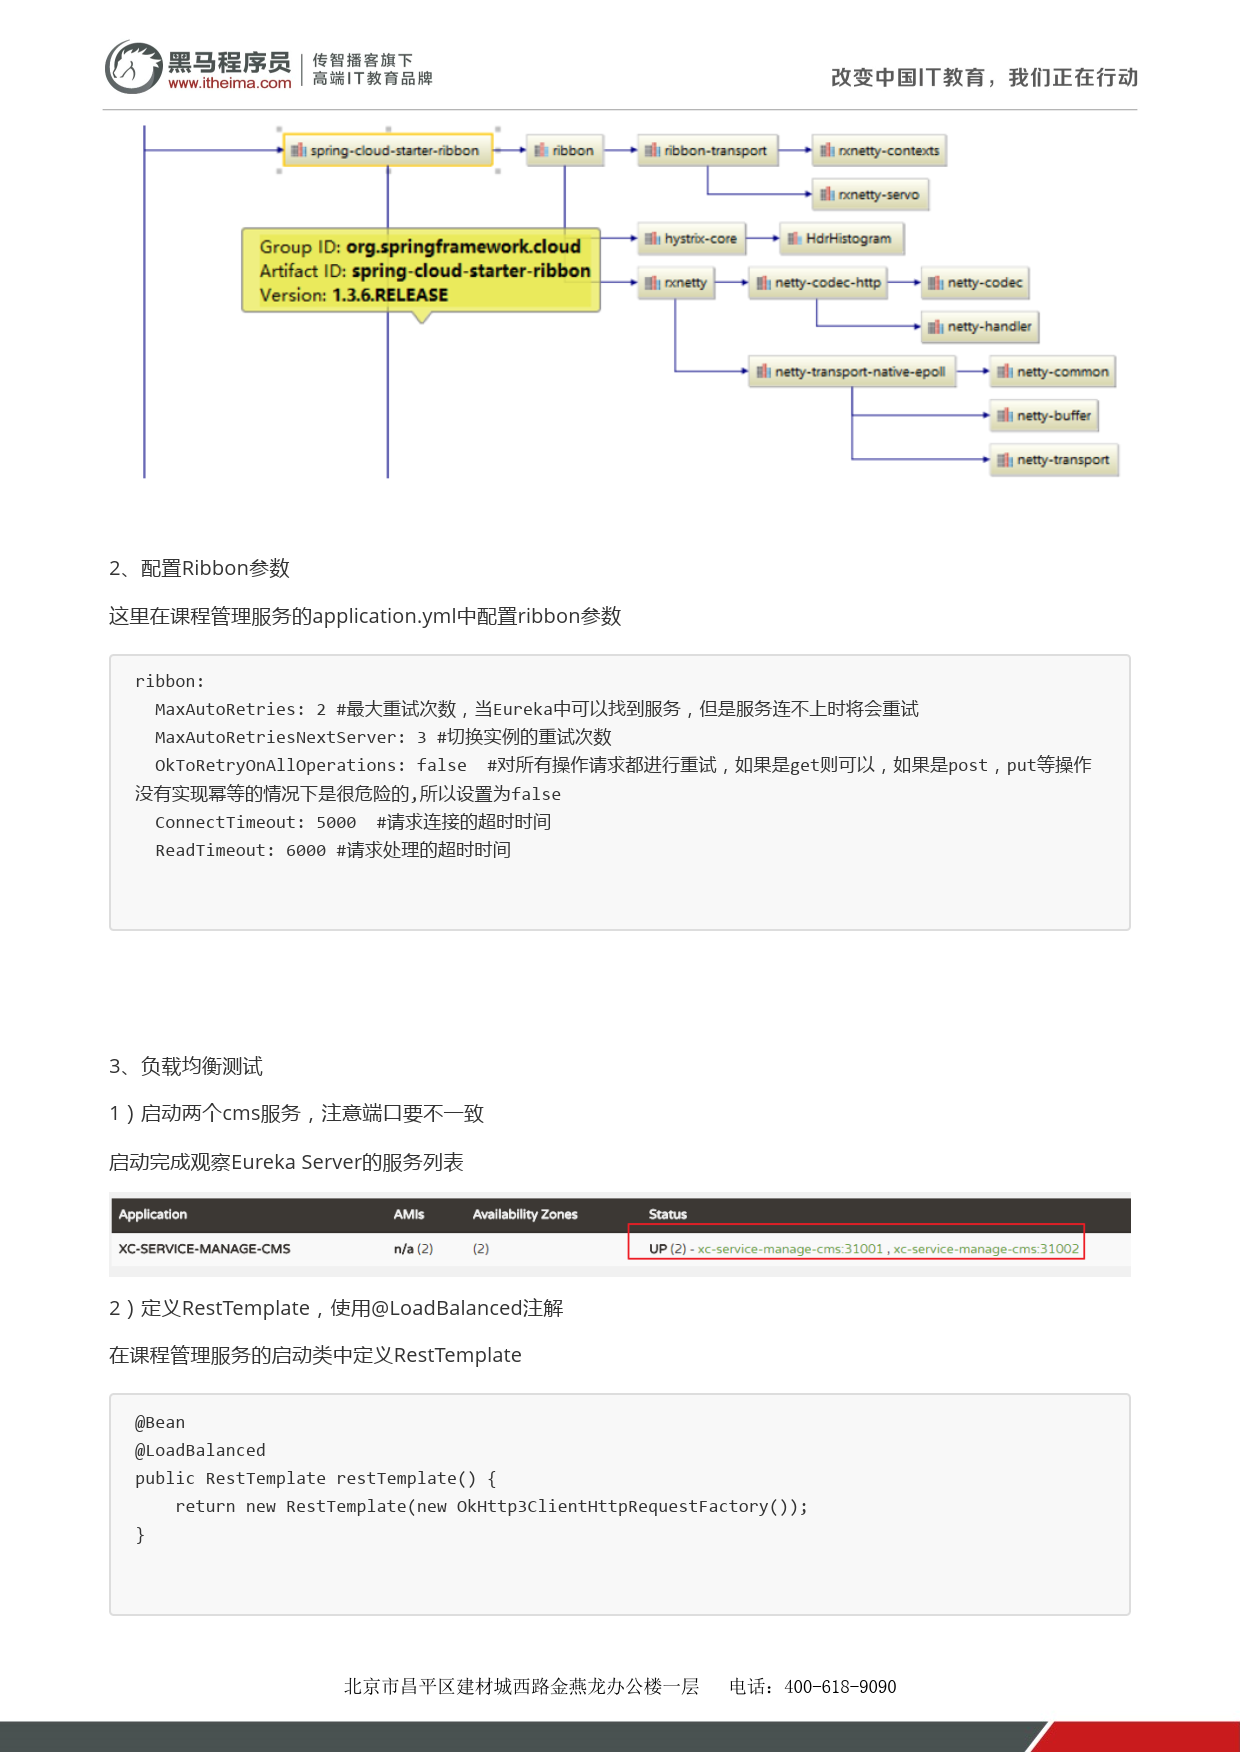 黑马程序员
www.itheima.com
传智播客旗下
高端IT教育品牌
改变中国IT教育，我们正在行动
spring-cloud-starter-ribbon
ribbon
ribbon-transport
rxnetty-contexts
rxnetty-servo
Group ID: org.springframework.cloud
Artifact ID: spring-cloud-starter-ribbon
Version: 1.3.6.RELEASE
hystrix-core
HdrHistogram
rxnetty
netty-codec-http
netty-codec
netty-handler
netty-transport-native-epoll
netty-common
netty-buffer
netty-transport
2、配置Ribbon参数
这里在课程管理服务的application.yml中配置ribbon参数
ribbon:
  MaxAutoRetries: 2 #最大重试次数，当Eureka中可以找到服务，但是服务连不上时将会重试
  MaxAutoRetriesNextServer: 3 #切换实例的重试次数
  OkToRetryOnAllOperations: false  #对所有操作请求都进行重试，如果是get则可以，如果是post，put等操作
没有实现幂等的情况下是很危险的,所以设置为false
  ConnectTimeout: 5000  #请求连接的超时时间
  ReadTimeout: 6000 #请求处理的超时时间
3、负载均衡测试
1）启动两个cms服务，注意端口要不一致
启动完成观察Eureka Server的服务列表
Application AMIs Availability Zones Status
XC-SERVICE-MANAGE-CMS n/a (2) (2) UP (2) - xc-service-manage-cms:31001 , xc-service-manage-cms:31002
2）定义RestTemplate，使用@LoadBalanced注解
在课程管理服务的启动类中定义RestTemplate
@Bean
@LoadBalanced
public RestTemplate restTemplate() {
    return new RestTemplate(new OkHttp3ClientHttpRequestFactory());
}
北京市昌平区建材城西路金燕龙办公楼一层 电话：400-618-9090